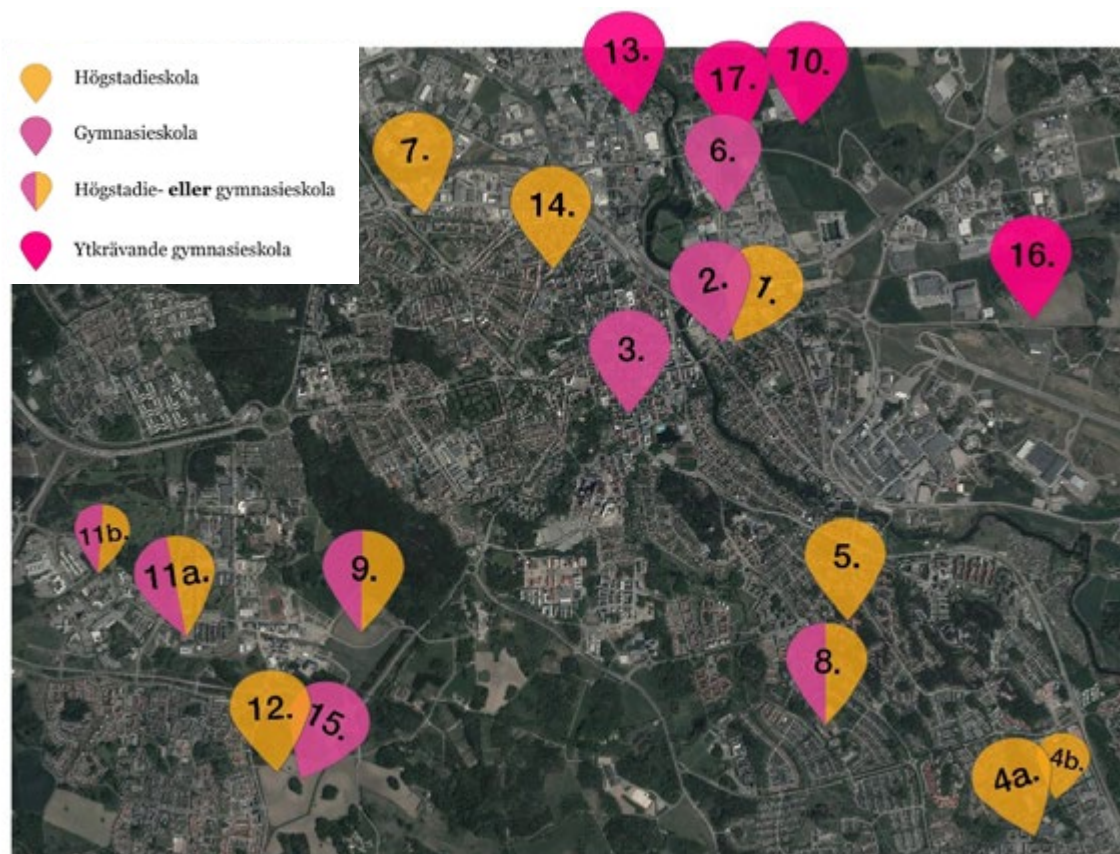 Högstadieskola
Gymnasieskola
Högstadie- eller gymnasieskola
Ytkrävande gymnasieskola
13.
17.
10.
7.
6.
14.
16.
2.
1.
3.
11b.
11a.
9.
5.
8.
12.
15.
4a.
4b.